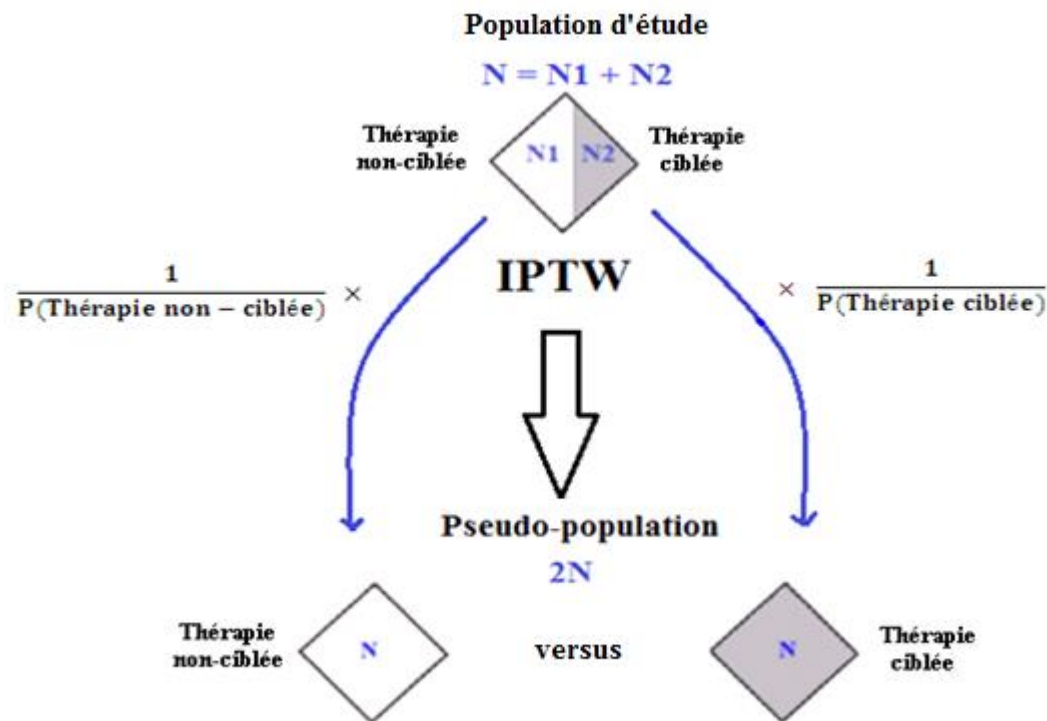 Population d'étude
N = N1 + N2
Thérapie
non-ciblée
N1
N2
Thérapie
ciblée
IPTW
1
P(Thérapie non – ciblée)
×
×
1
P(Thérapie ciblée)
Pseudo-population
2N
Thérapie
non-ciblée
N
versus
N
Thérapie
ciblée